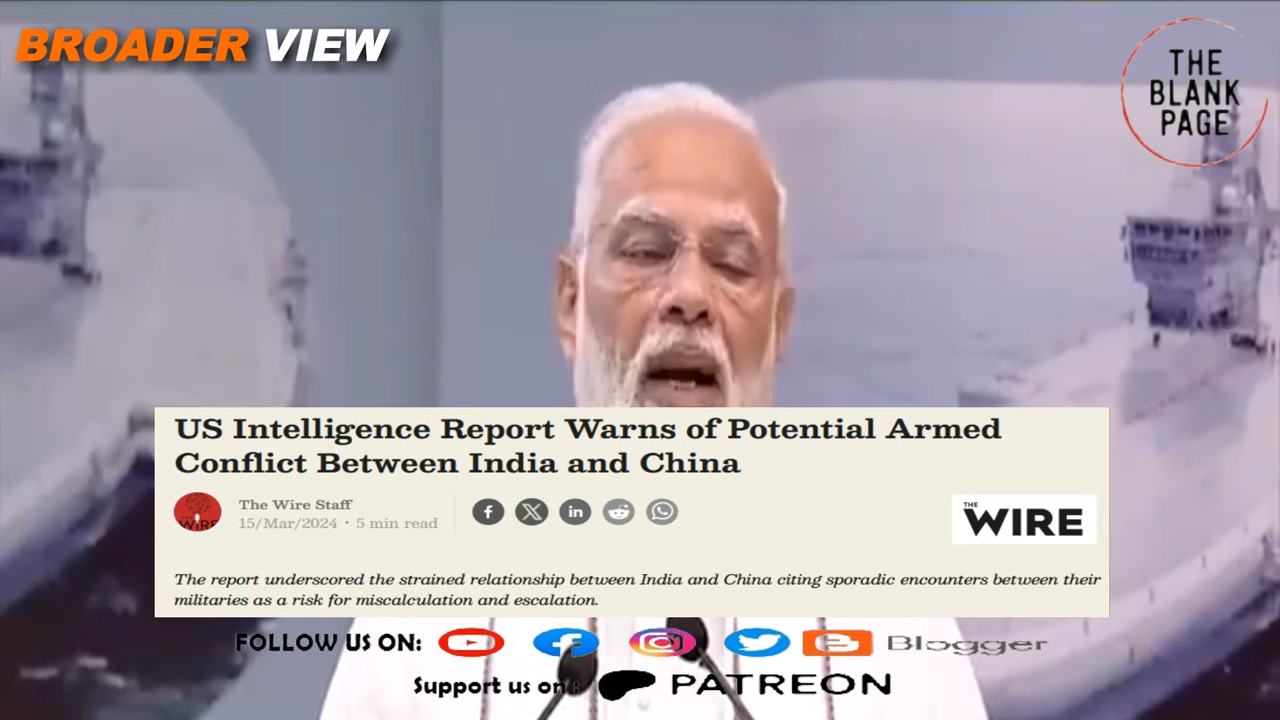 BROADER VIEW
THE
BLANK
PAGE
US Intelligence Report Warns of Potential Armed
Conflict Between India and China
The Wire Staff
15/Mar/2024 • 5 min read
THE
WIRE
The report underscored the strained relationship between India and China citing sporadic encounters between their
militaries as a risk for miscalculation and escalation.
FOLLOW US ON:
Blogger
Support us on :
PATREON